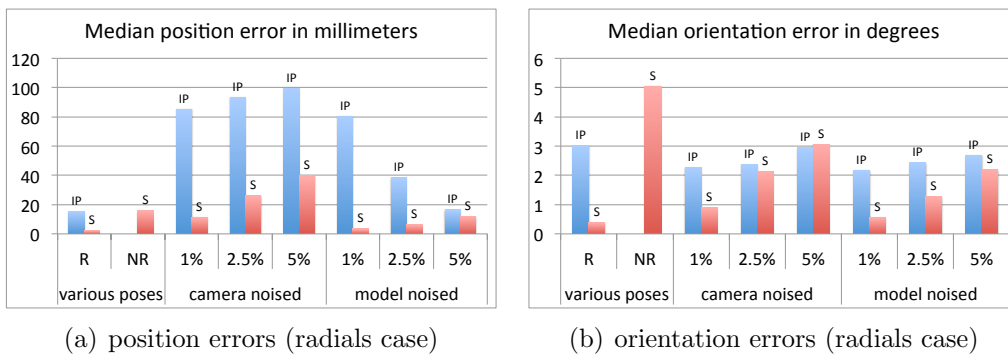 Median position error in millimeters
120
100
80
60
40
20
0
IP
S
S
IP
S
IP
S
IP
S
IP
S
IP
S
IP
S
R
NR
1%
2.5%
5%
1%
2.5%
5%
various poses
camera noised
model noised
(a) position errors (radials case)
Median orientation error in degrees
6
5
4
3
2
1
0
IP
S
S
IP
S
IP
S
IP
S
IP
S
IP
S
IP
S
R
NR
1%
2.5%
5%
1%
2.5%
5%
various poses
camera noised
model noised
(b) orientation errors (radials case)